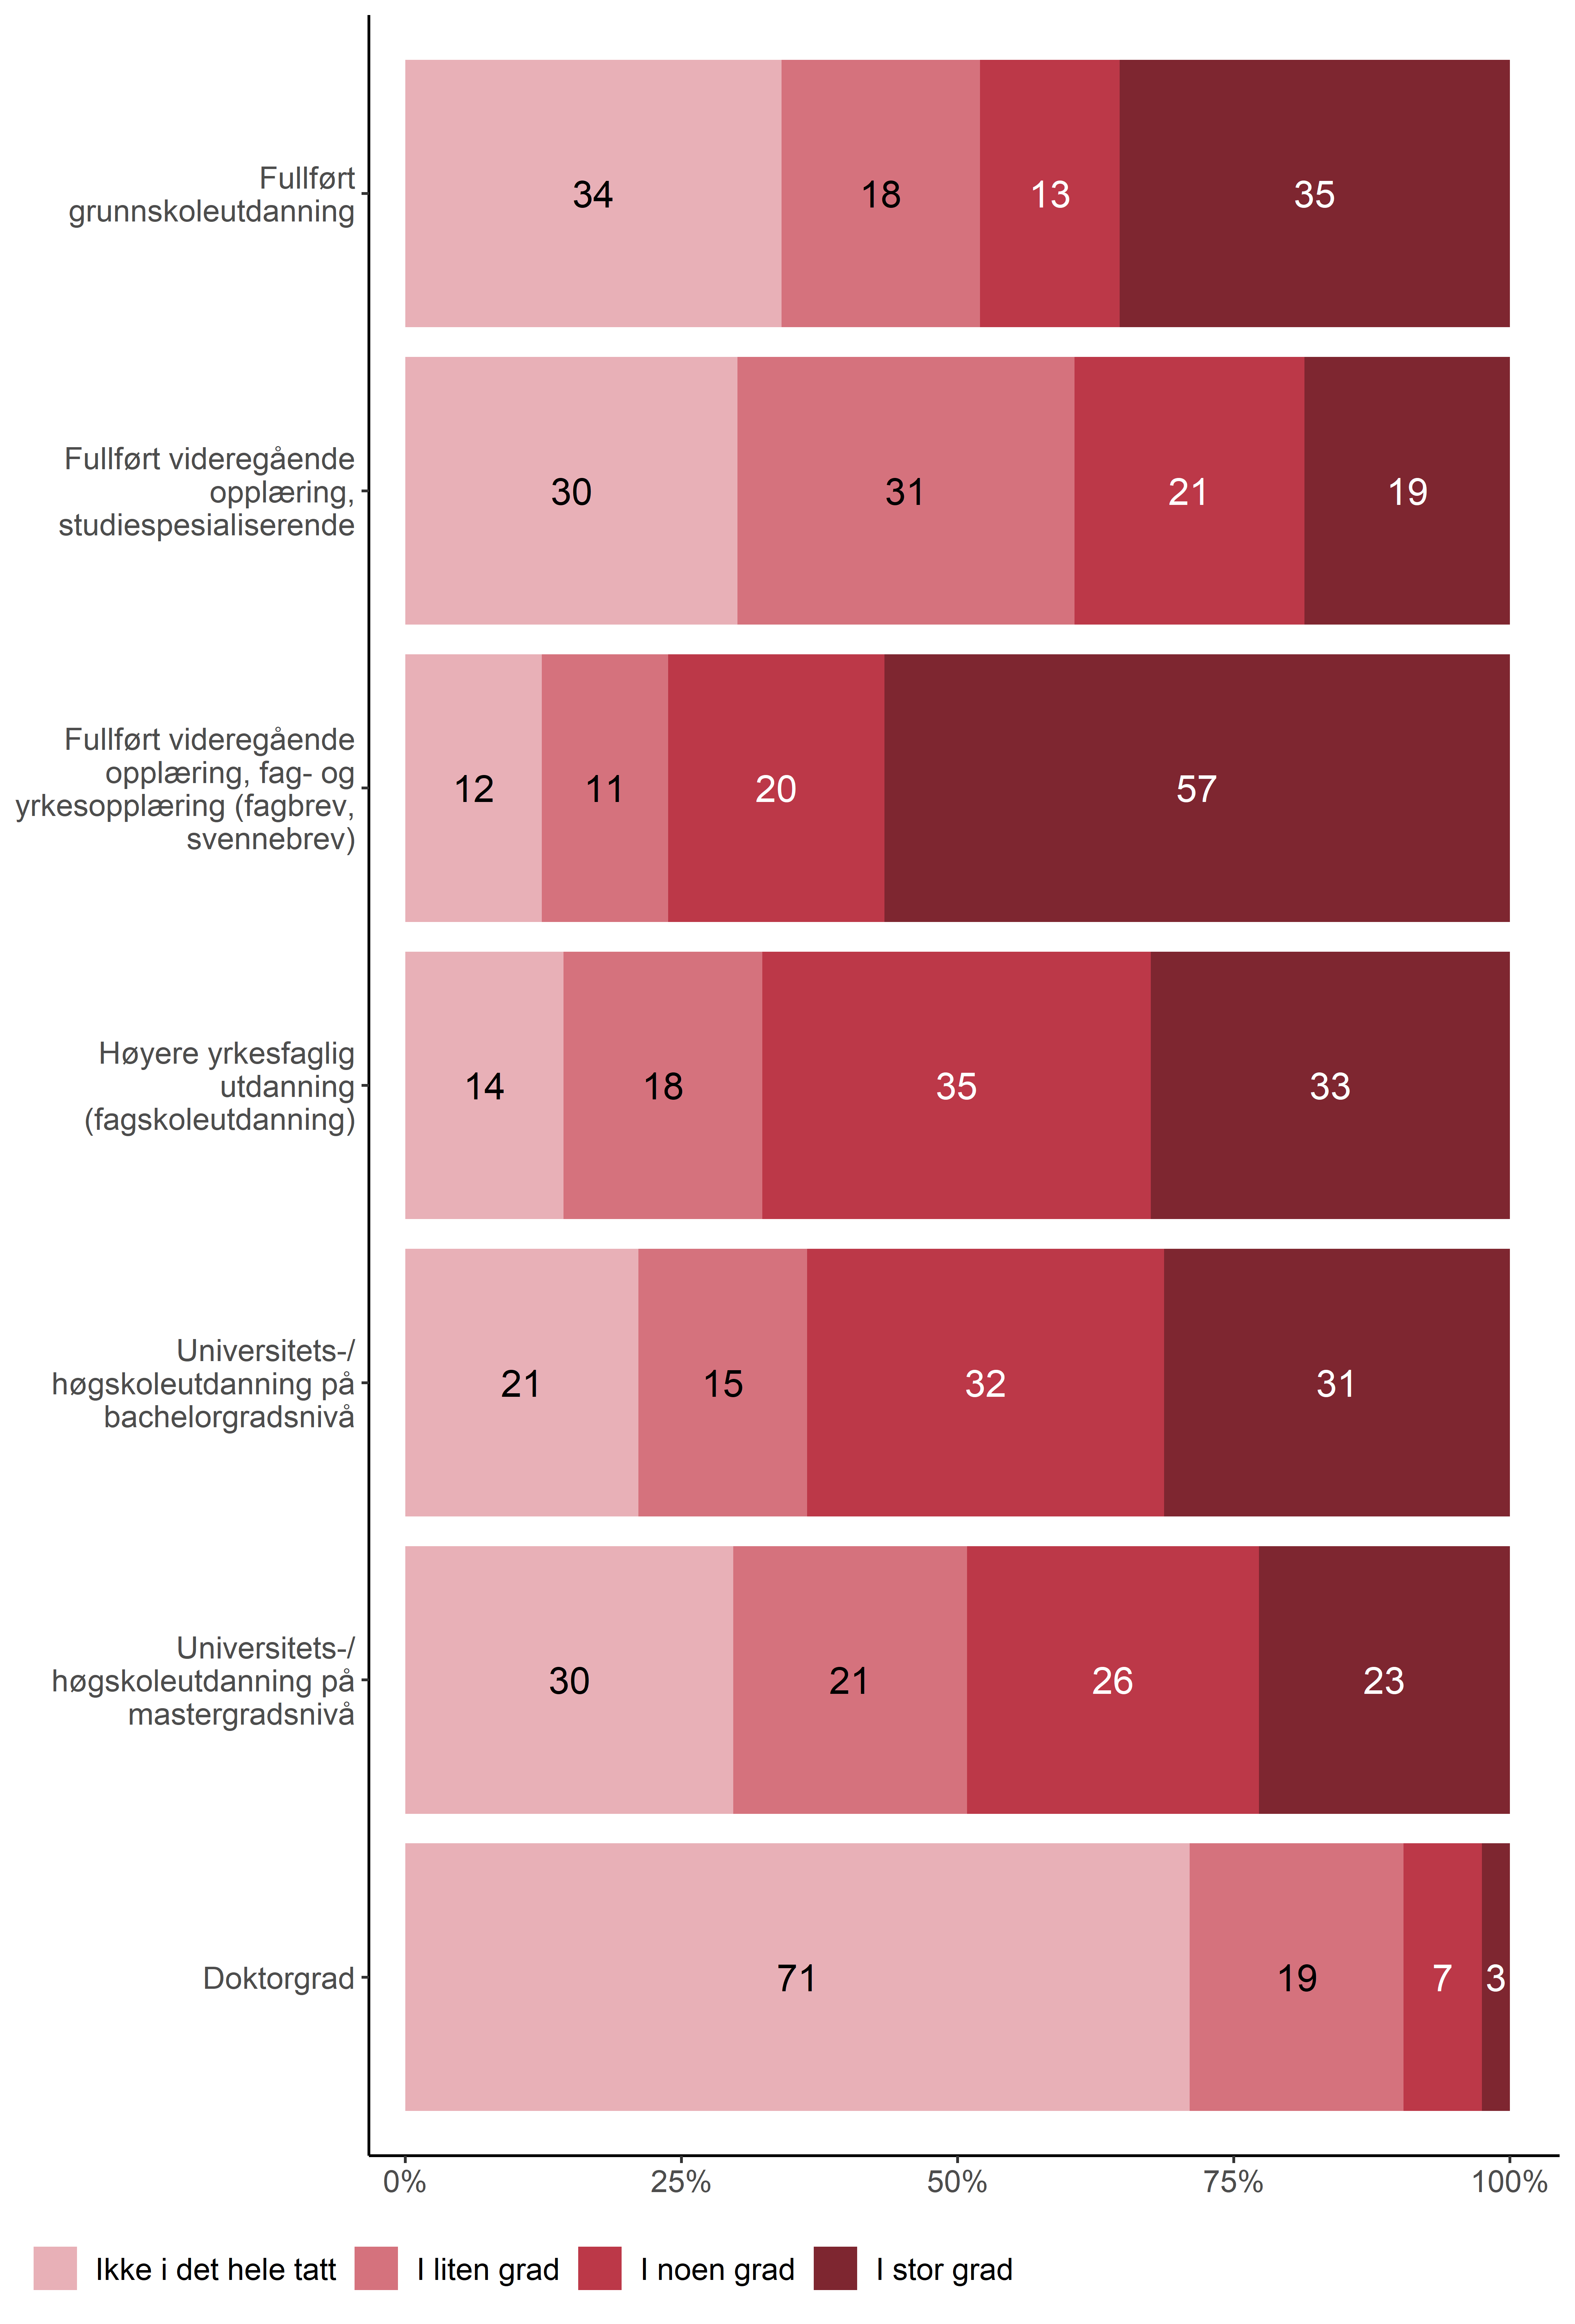 Fullført
grunnskoleutdanning
34 18 13 35
Fullført videregående
opplæring,
studiespesialiserende
30 31 21 19
Fullført videregående
opplæring, fag- og
yrkesopplæring (fagbrev,
svennebrev)
12 11 20 57
Høyere yrkesfaglig
utdanning
(fagskoleutdanning)
14 18 35 33
Universitets-/
høgskoleutdanning på
bachelorgradsnivå
21 15 32 31
Universitets-/
høgskoleutdanning på
mastergradsnivå
30 21 26 23
Doktorgrad
71 19 7 3
0% 25% 50% 75% 100%
Ikke i det hele tatt I liten grad I noen grad I stor grad